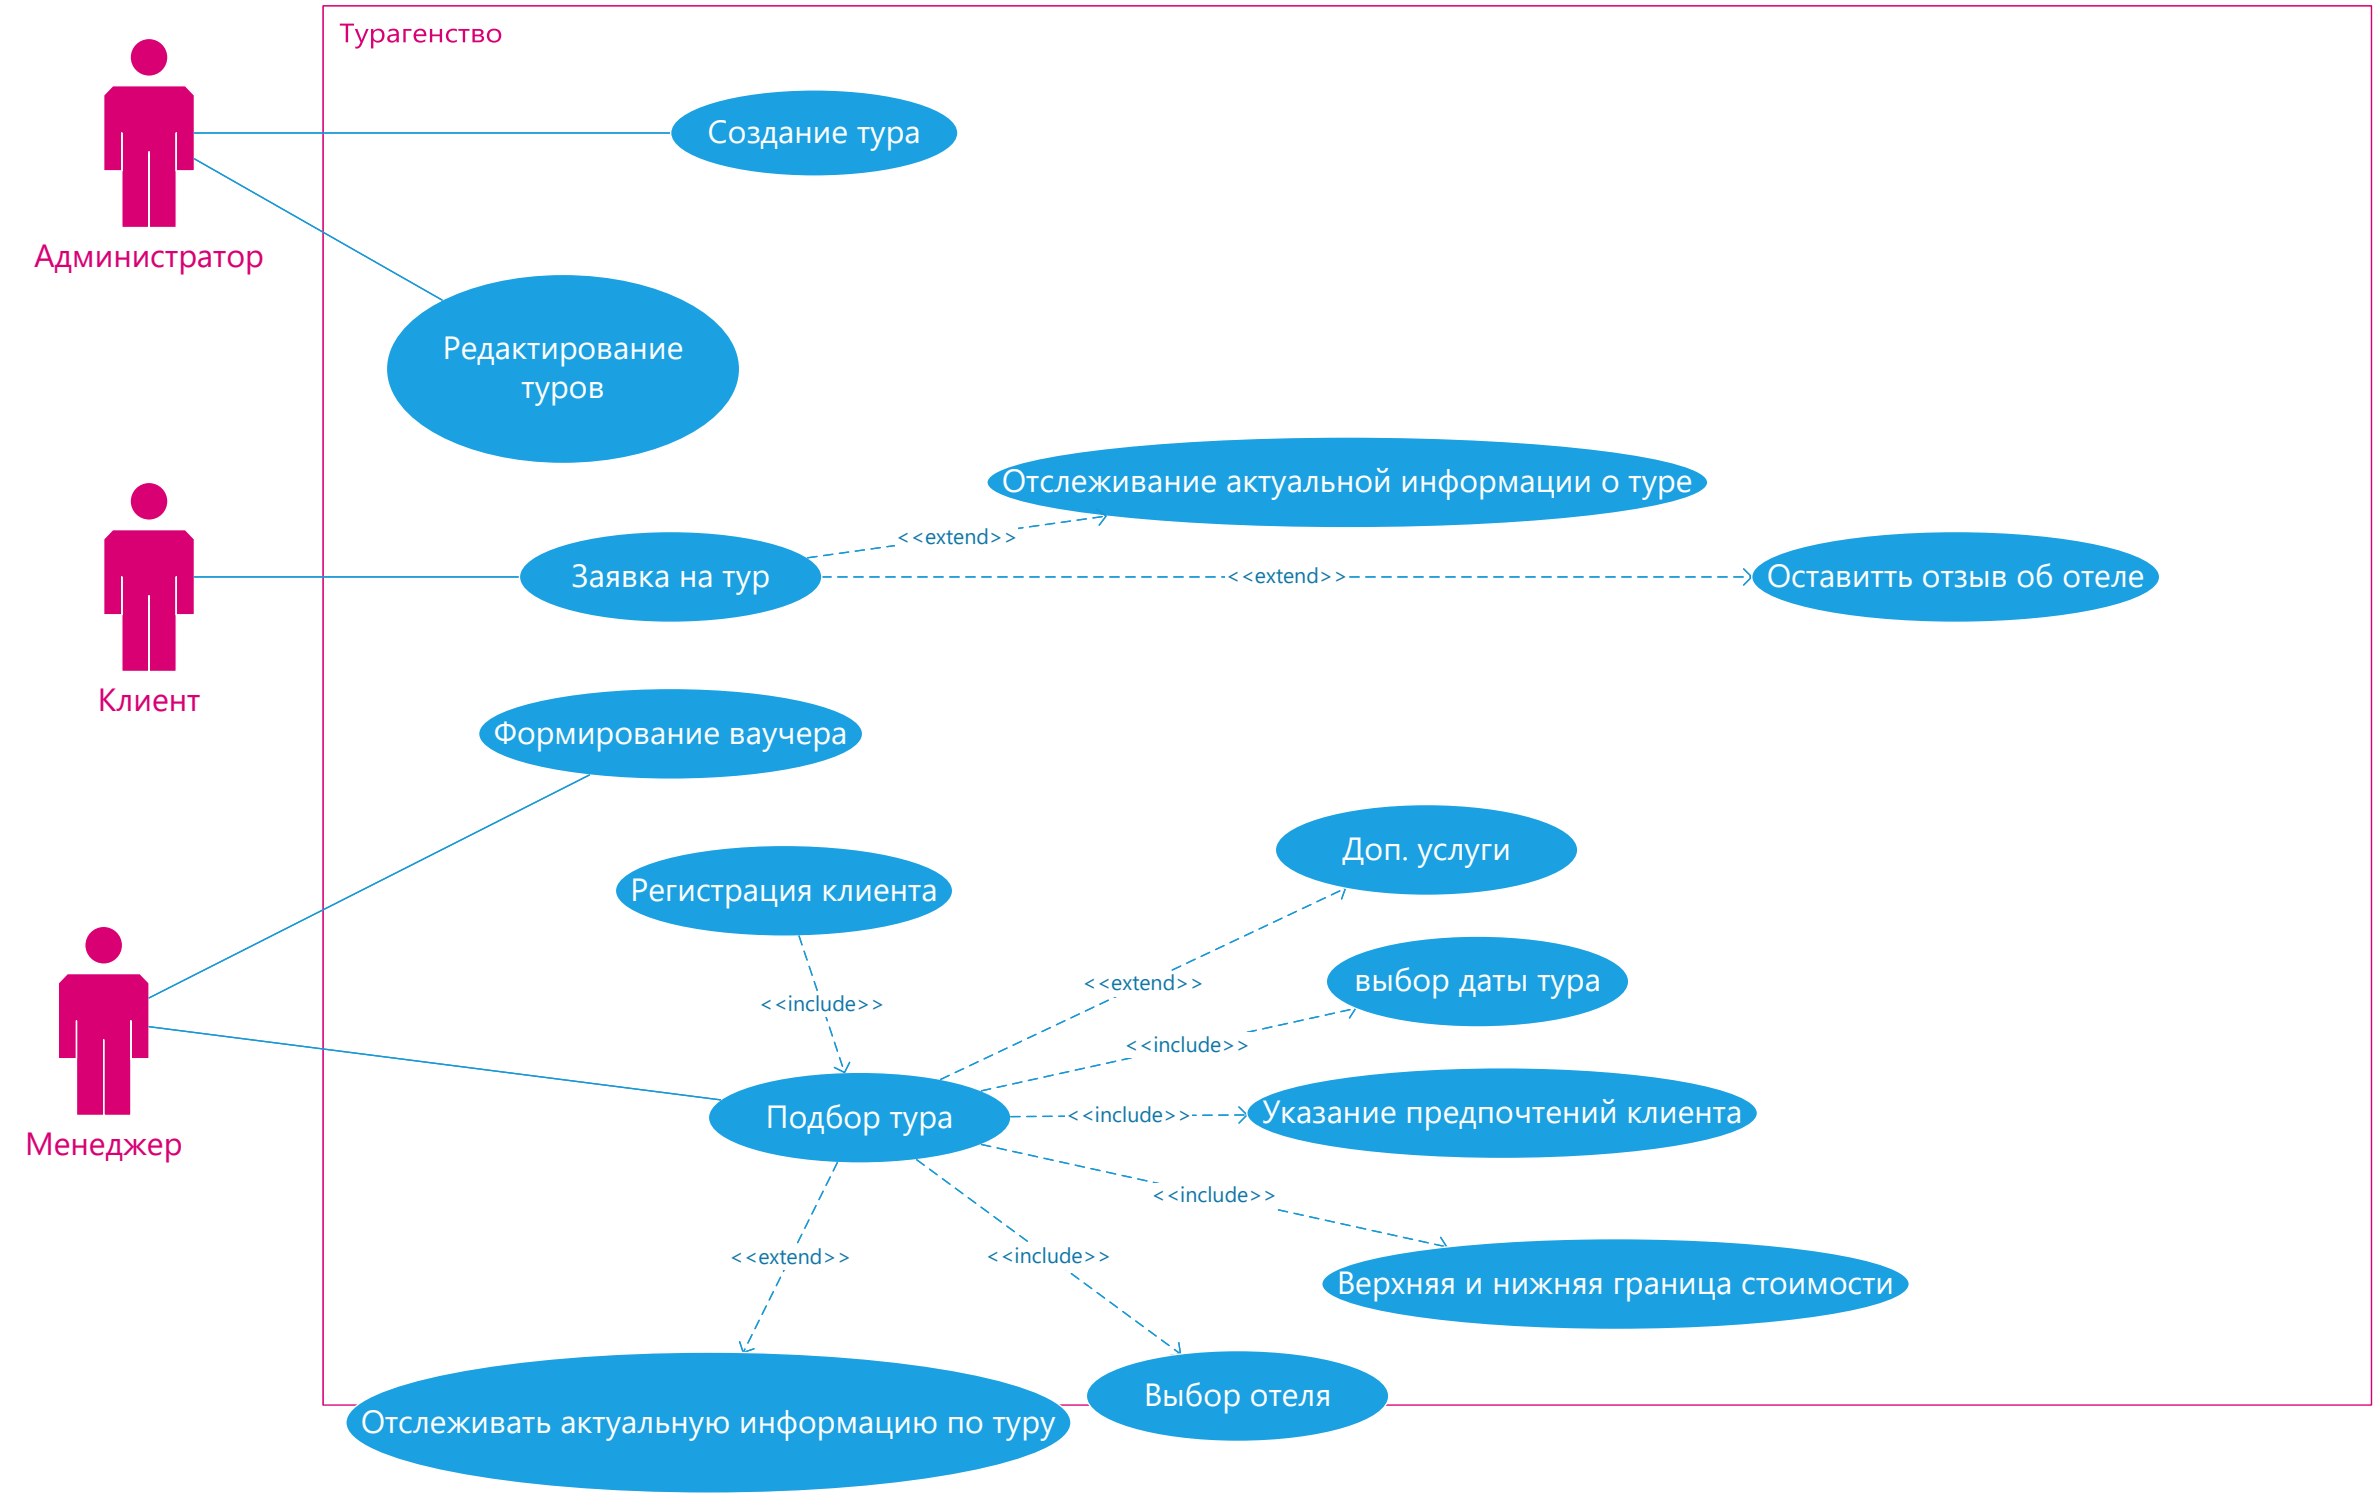 Турагенство
Создание тура
Администратор
Редактирование
туров
Отслеживание актуальной информации о туре
<<extend>>
Заявка на тур
<<extend>>
Оставитть отзыв об отеле
Клиент
Формирование ваучера
Доп. услуги
Регистрация клиента
<<extend>>
выбор даты тура
<<include>>
<<include>>
Подбор тура
<<include>>
Указание предпочтений клиента
Менеджер
<<include>>
<<extend>>
<<include>>
Верхняя и нижняя граница стоимости
Выбор отеля
Отслеживать актуальную информацию по туру